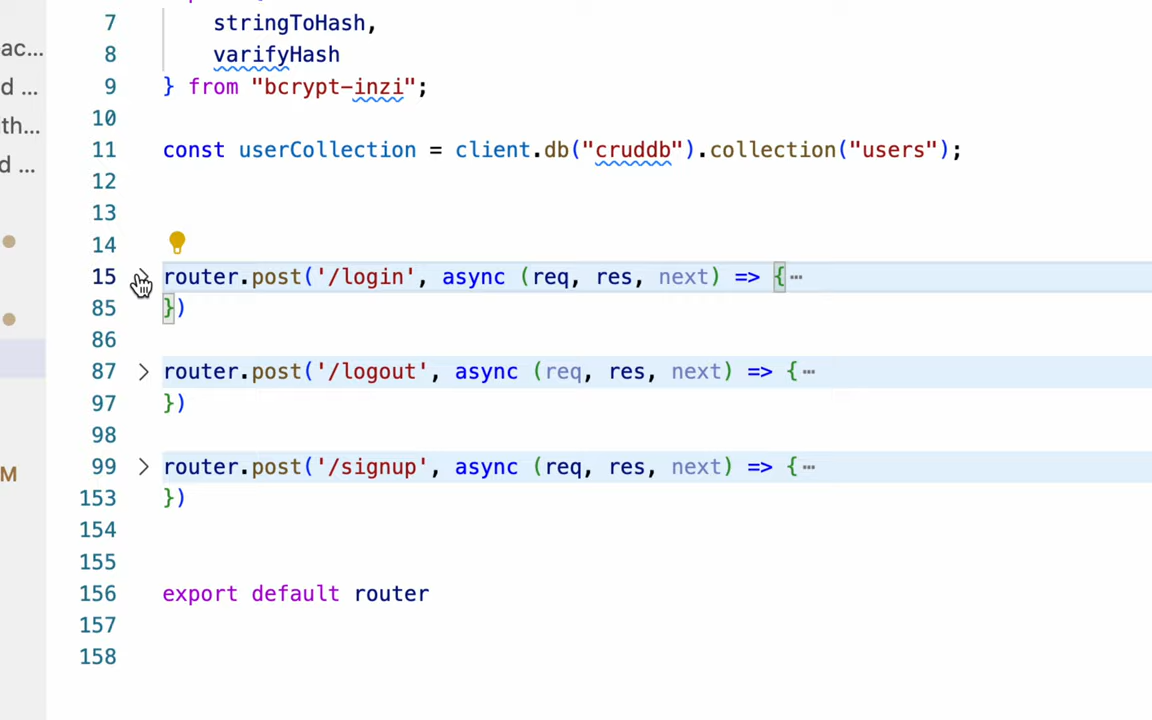 7 stringToHash,
ac...
8 varifyHash
d ...
9 } from "bcrypt-inzi";
th...
10
11 const userCollection = client.db("cruddb").collection("users");
d ...
12
13
14
15 router.post('/login', async (req, res, next) => {⋯
85 })
86
87 router.post('/logout', async (req, res, next) => {⋯
97 })
98
99 router.post('/signup', async (req, res, next) => {⋯
M
153 })
154
155
156 export default router
157
158